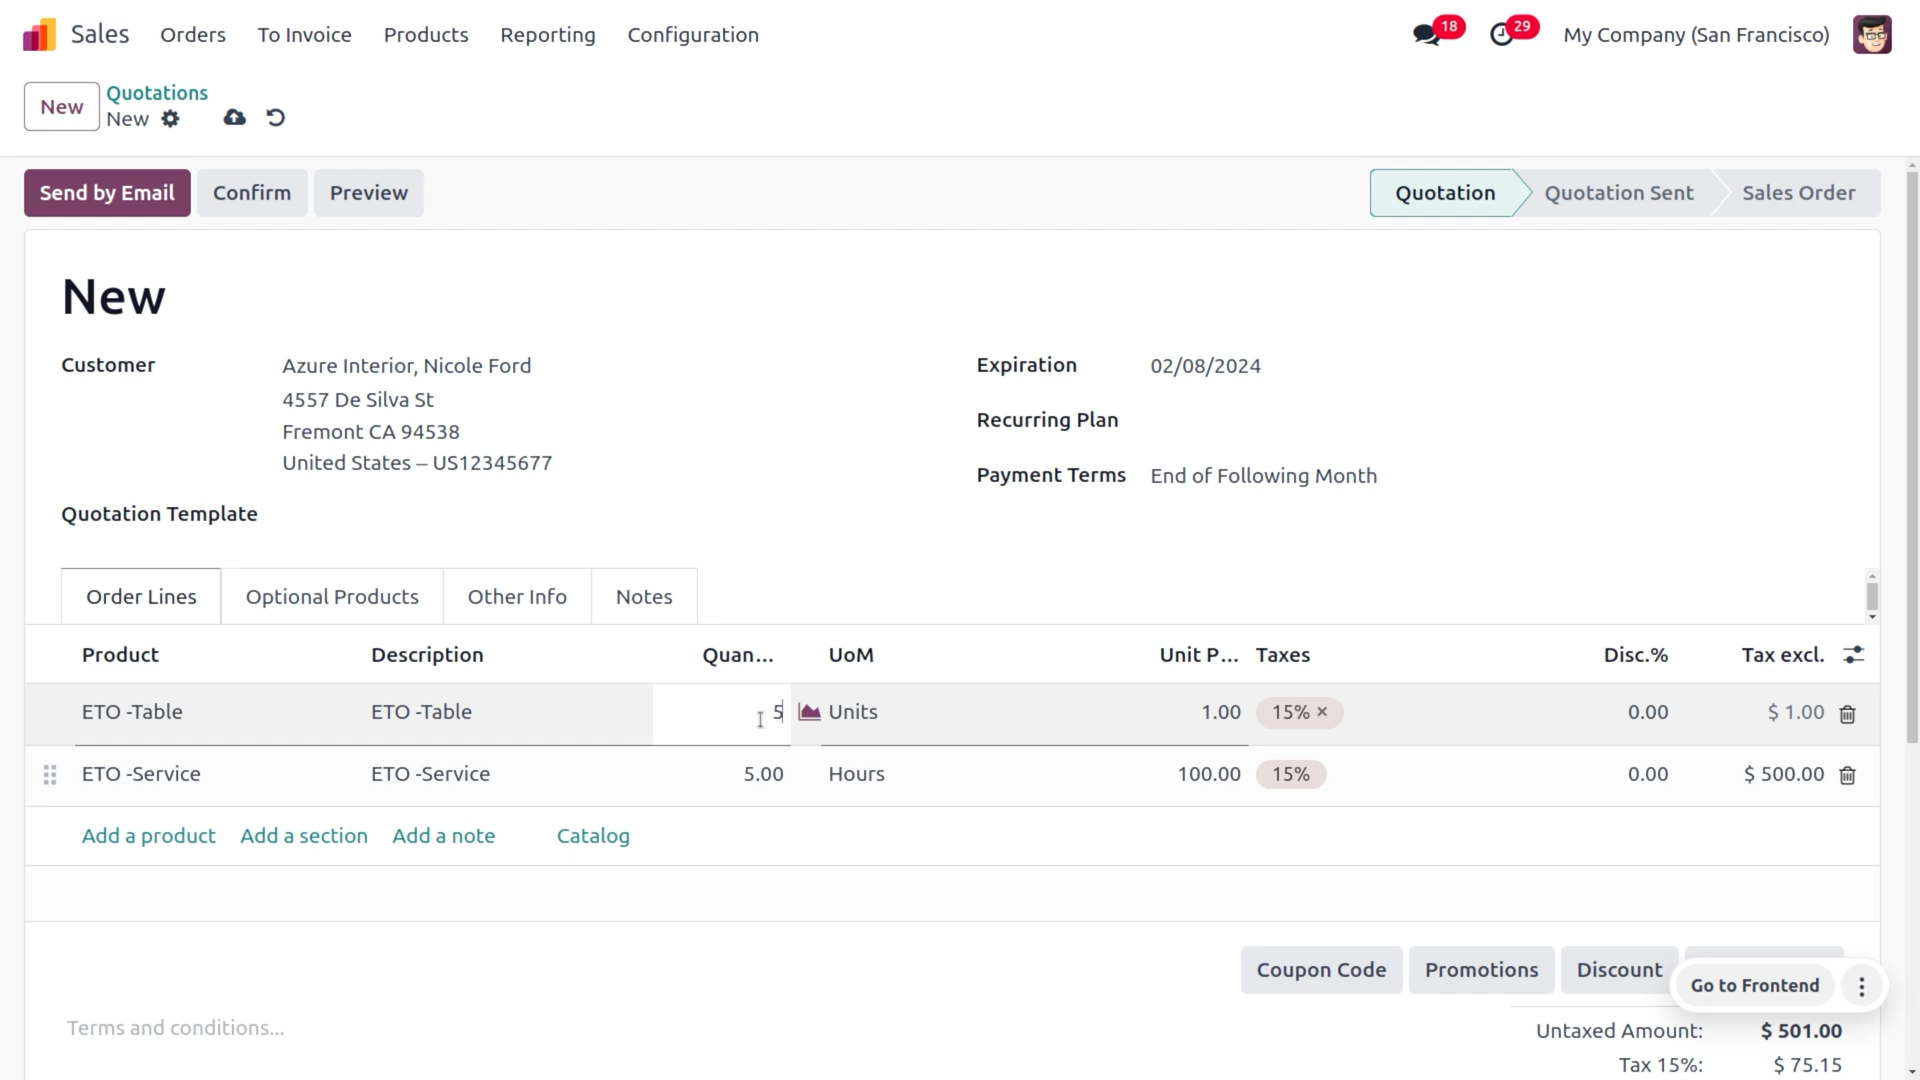 Sales Orders To Invoice Products Reporting Configuration 18 29 My Company (San Francisco)
New Quotations
New
Send by Email Confirm Preview Quotation Quotation Sent Sales Order
New
Customer Azure Interior, Nicole Ford Expiration 02/08/2024
4557 De Silva St
Fremont CA 94538 Recurring Plan
United States – US12345677 Payment Terms End of Following Month
Quotation Template
Order Lines Optional Products Other Info Notes
Product Description Quan... UoM Unit P... Taxes Disc.% Tax excl.
ETO -Table ETO -Table 5 Units 1.00 15% × 0.00 $ 1.00
ETO -Service ETO -Service 5.00 Hours 100.00 15% 0.00 $ 500.00
Add a product Add a section Add a note Catalog
Coupon Code Promotions Discount
Go to Frontend
Terms and conditions... Untaxed Amount: $ 501.00
Tax 15%: $ 75.15